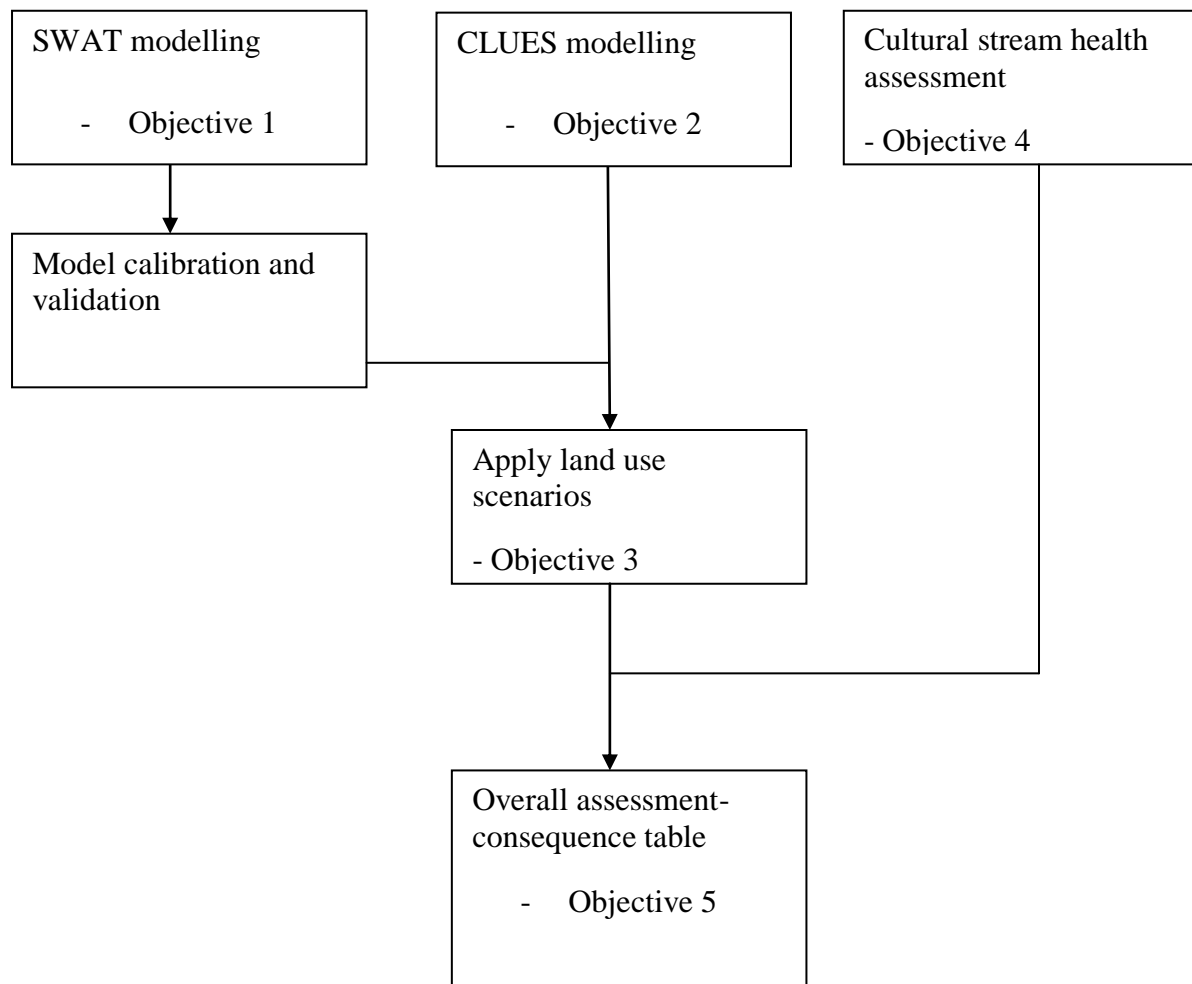 SWAT modelling
- Objective 1
CLUES modelling
- Objective 2
Cultural stream health
assessment
- Objective 4
Model calibration and
validation
Apply land use
scenarios
- Objective 3
Overall assessment-
consequence table
- Objective 5